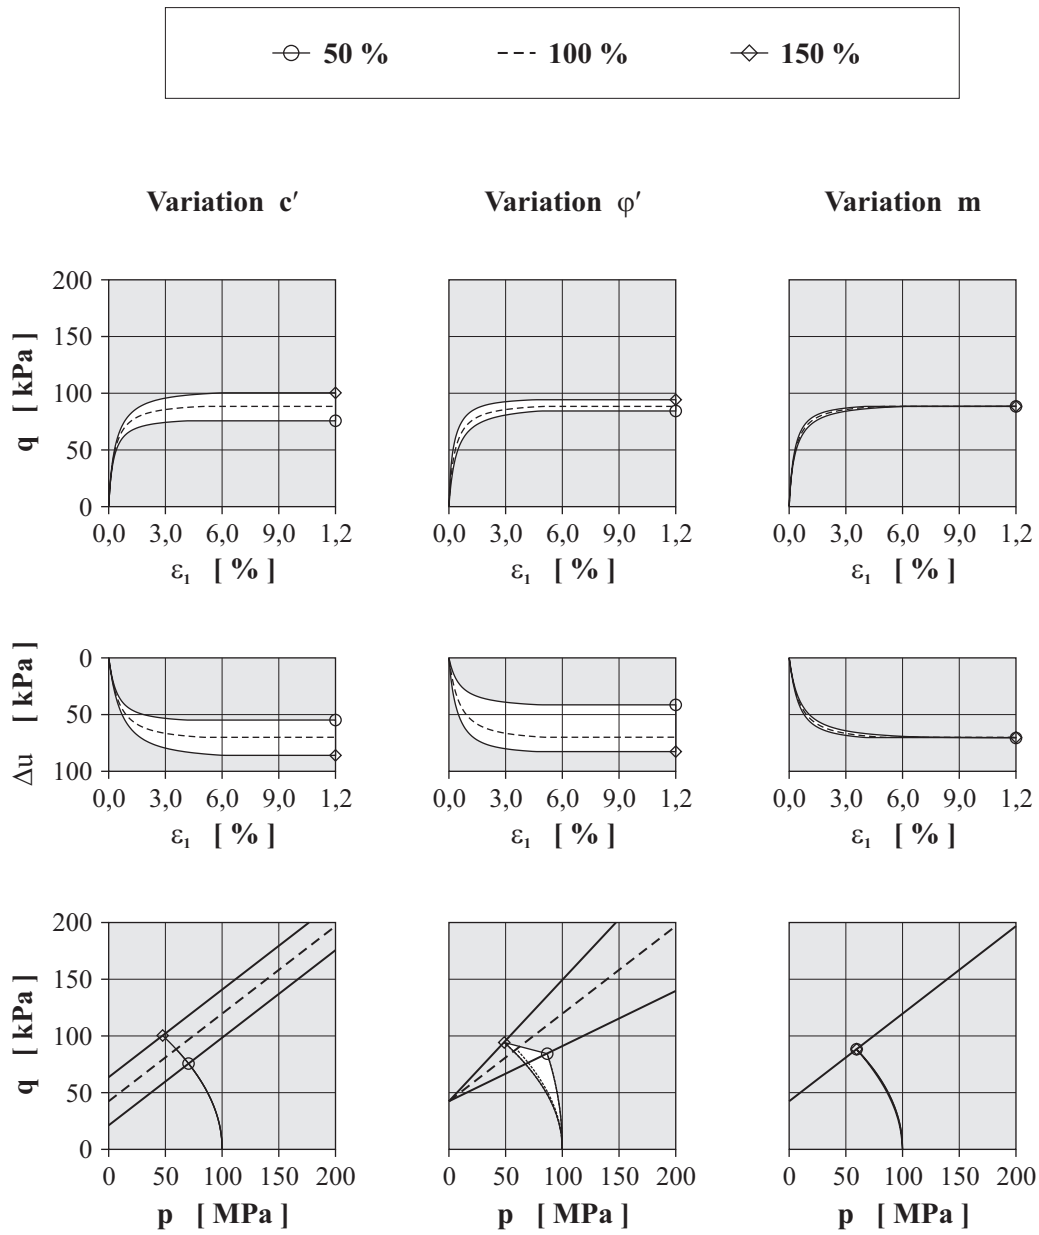 50 % 100 % 150 %
Variation c′ Variation φ′ Variation m
q [ kPa ]
200
150
100
50
0
0,0 3,0 6,0 9,0 1,2 0,0 3,0 6,0 9,0 1,2 0,0 3,0 6,0 9,0 1,2
ε₁ [ % ] ε₁ [ % ] ε₁ [ % ]
Δu [ kPa ]
0
50
100
0,0 3,0 6,0 9,0 1,2 0,0 3,0 6,0 9,0 1,2 0,0 3,0 6,0 9,0 1,2
ε₁ [ % ] ε₁ [ % ] ε₁ [ % ]
q [ kPa ]
200
150
100
50
0
0 50 100 150 200 0 50 100 150 200 0 50 100 150 200
p [ MPa ] p [ MPa ] p [ MPa ]